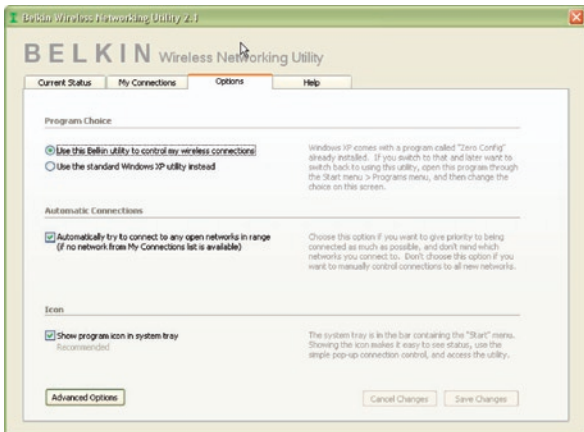 Belkin Wireless Networking Utility 2.1
BELKIN Wireless Networking Utility
Current Status My Connections Options Help
Program Choice
Use this Belkin utility to control my wireless connections
Use the standard Windows XP utility instead
Windows XP comes with a program called "Zero Config"
already installed. If you switch to that and later want to
switch back to using this utility, open this program through
the Start menu > Programs menu, and then change the
choice on this screen.
Automatic Connections
Automatically try to connect to any open networks in range
(if no network from My Connections list is available)
Choose this option if you want to give priority to being
connected as much as possible, and don't mind which
networks you connect to. Don't choose this option if you
want to manually control connections to all new networks.
Icon
Show program icon in system tray
Recommended
The system tray is in the bar containing the "Start" menu.
Showing the icon makes it easy to see status, use the
simple pop-up connection control, and access the utility.
Advanced Options Cancel Changes Save Changes